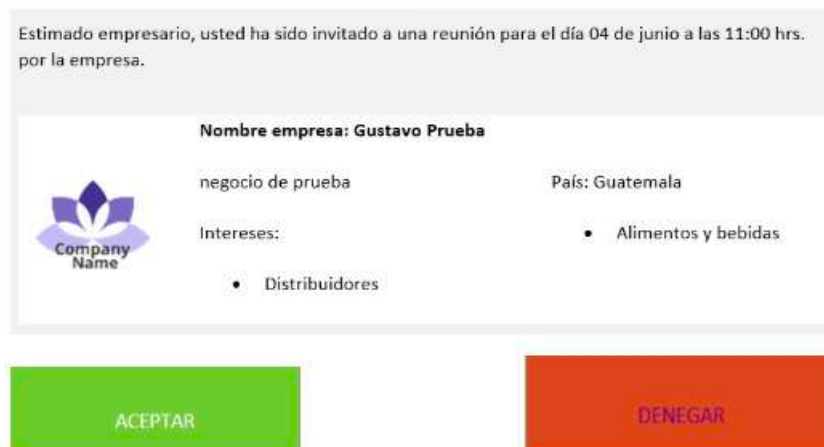 Estimado empresario, usted ha sido invitado a una reunión para el día 04 de junio a las 11:00 hrs.
por la empresa.
Nombre empresa: Gustavo Prueba
negocio de prueba
País: Guatemala
Company
Name
Intereses:
• Alimentos y bebidas
• Distribuidores
ACEPTAR
DENEGAR